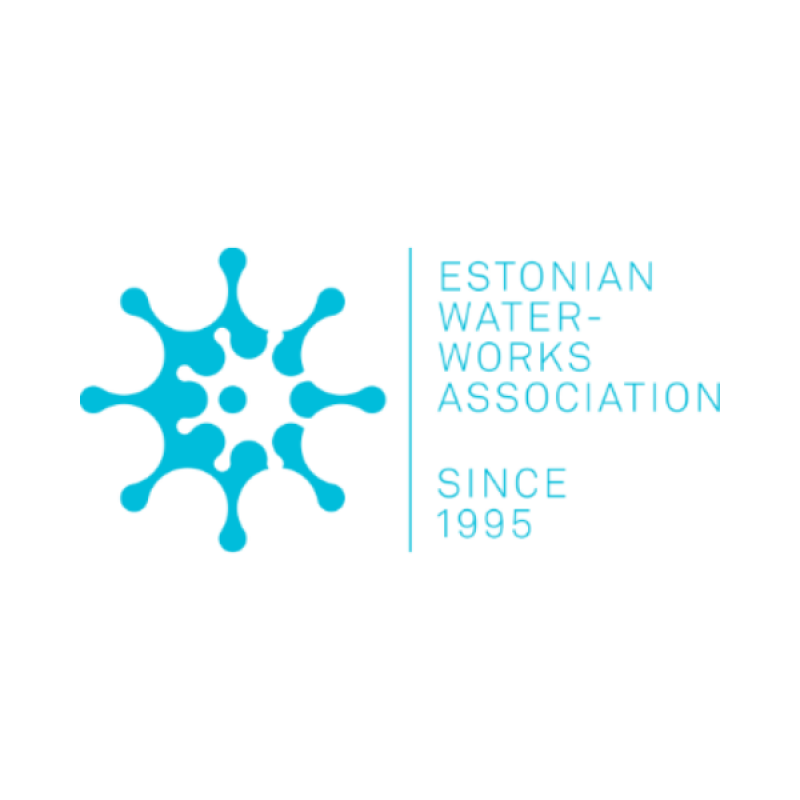 ESTONIAN
WATER-
WORKS
ASSOCIATION
SINCE
1995